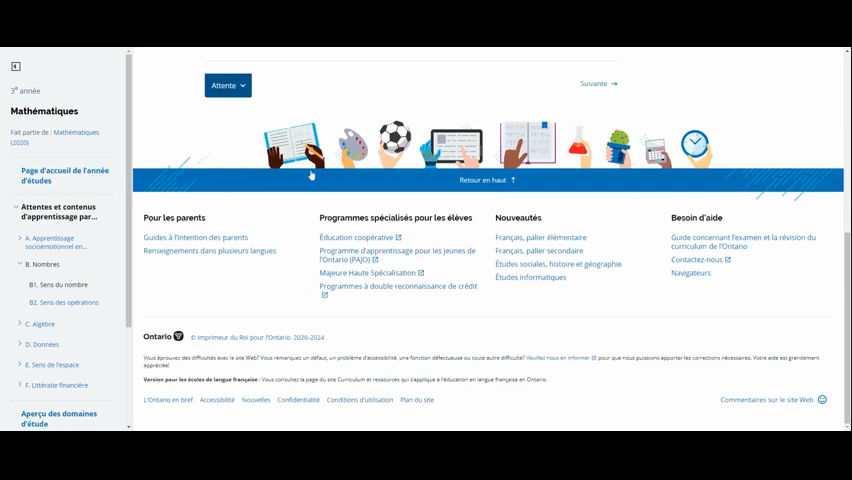 3e année
Mathématiques
Fait partie de : Mathématiques
(2020)
Page d'accueil de l'année
d'études
Attentes et contenus
d'apprentissage par...
A. Apprentissage
socioémotionnel en...
B. Nombres
B1. Sens du nombre
B2. Sens des opérations
C. Algèbre
D. Données
E. Sens de l'espace
F. Littératie financière
Aperçu des domaines
d'étude
Attente
Suivante →
Retour en haut ↑
Pour les parents
Guides à l'intention des parents
Renseignements dans plusieurs langues
Programmes spécialisés pour les élèves
Éducation coopérative
Programme d'apprentissage pour les jeunes de
l'Ontario (PAJO)
Majeure Haute Spécialisation
Programmes à double reconnaissance de crédit
Nouveautés
Français, palier élémentaire
Français, palier secondaire
Études sociales, histoire et géographie
Études informatiques
Besoin d'aide
Guide concernant l'examen et la révision du
curriculum de l'Ontario
Contactez-nous
Navigateurs
Ontario © Imprimeur du Roi pour l'Ontario. 2020-2024
Vous éprouvez des difficultés avec le site Web? Vous remarquez un défaut, un problème d'accessibilité, une fonction défectueuse ou toute autre difficulté? Veuillez nous en informer pour que nous puissions apporter les corrections nécessaires. Votre aide est grandement
appréciée!
Version pour les écoles de langue française : Vous consultez la page du site Curriculum et ressources qui s'applique à l'éducation en langue française en Ontario.
L'Ontario en bref Accessibilité Nouvelles Confidentialité Conditions d'utilisation Plan du site
Commentaires sur le site Web